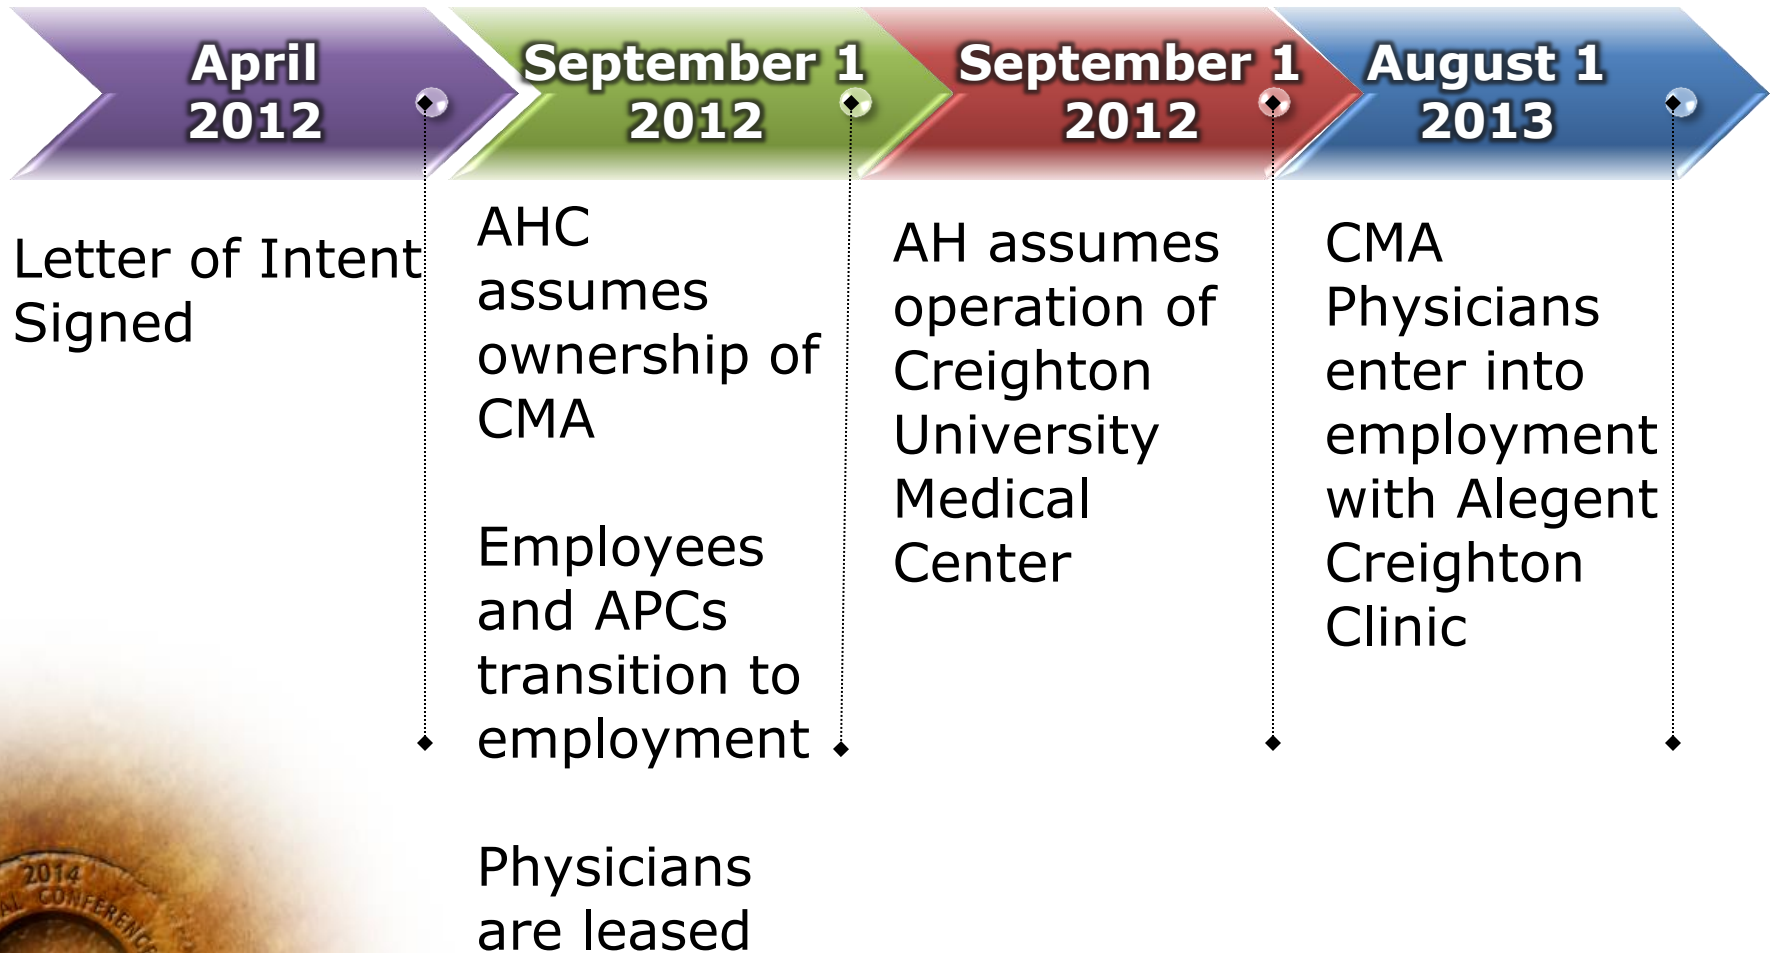 April
2012
September 1
2012
September 1
2012
August 1
2013
Letter of Intent
Signed
AHC
assumes
ownership of
CMA
Employees
and APCs
transition to
employment
Physicians
are leased
AH assumes
operation of
Creighton
University
Medical
Center
CMA
Physicians
enter into
employment
with Alegent
Creighton
Clinic
2014
AL CONFERENCE